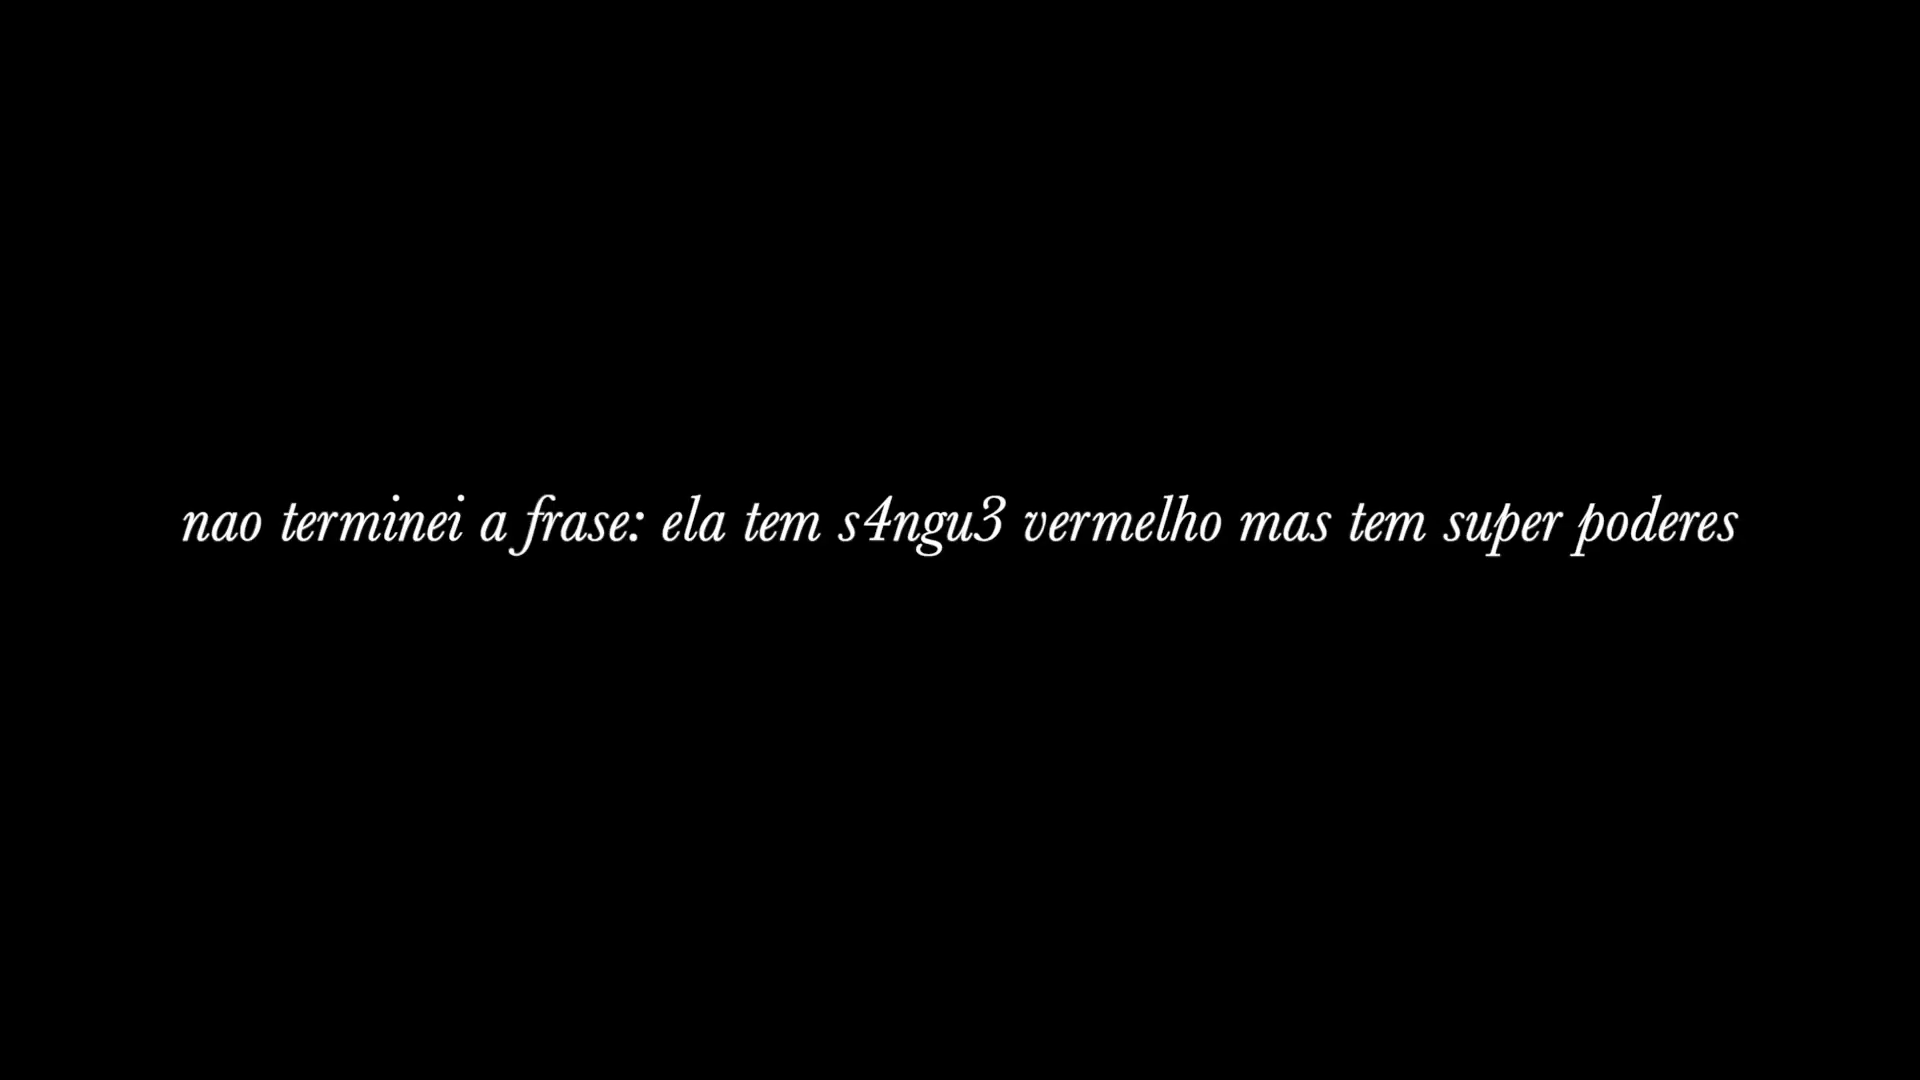 nao terminei a frase: ela tem s4ngu3 vermelho mas tem super poderes